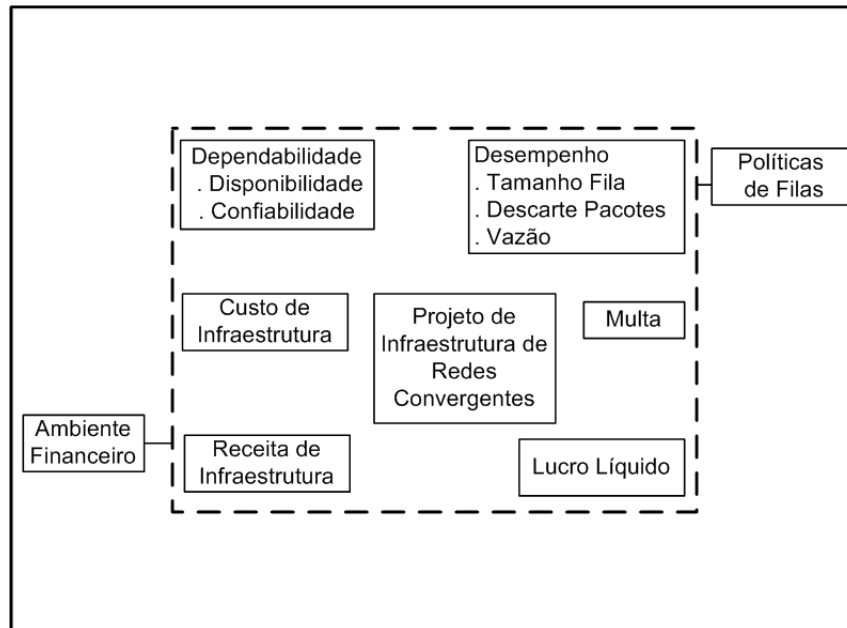 Dependabilidade
. Disponibilidade
. Confiabilidade
Desempenho
. Tamanho Fila
. Descarte Pacotes
. Vazão
Políticas
de Filas
Custo de
Infraestrutura
Projeto de
Infraestrutura de
Redes
Convergentes
Multa
Ambiente
Financeiro
Receita de
Infraestrutura
Lucro Líquido